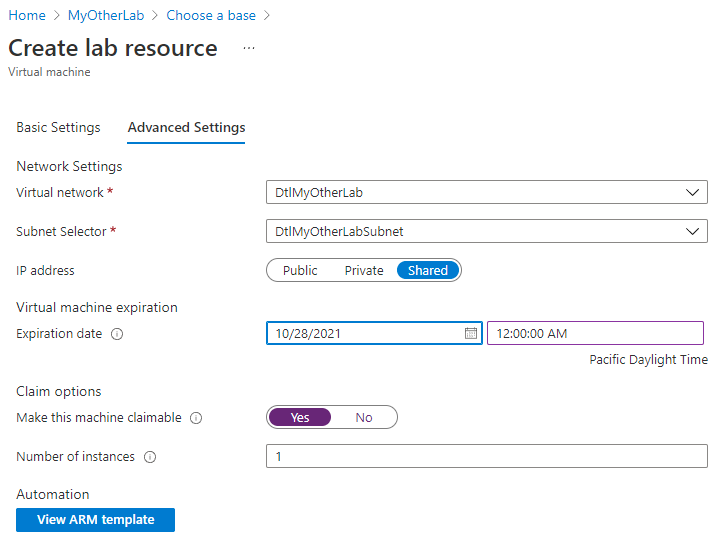 Home > MyOtherLab > Choose a base >
Create lab resource ...
Virtual machine
Basic Settings Advanced Settings
Network Settings
Virtual network * DtlMyOtherLab
Subnet Selector * DtlMyOtherLabSubnet
IP address Public Private Shared
Virtual machine expiration
Expiration date 10/28/2021 12:00:00 AM
Pacific Daylight Time
Claim options
Make this machine claimable Yes No
Number of instances 1
Automation
View ARM template